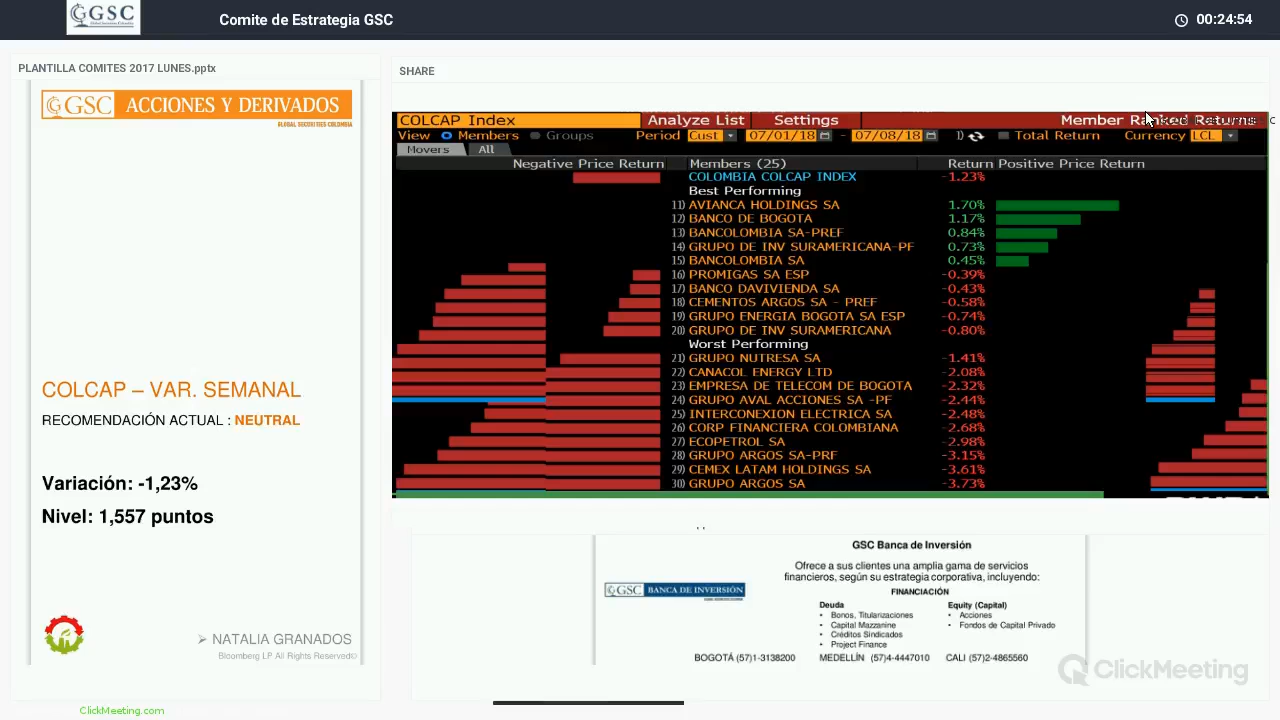 GSC
Comite de Estrategia GSC
00:24:54
PLANTILLA COMITES 2017 LUNES.pptx
GSC ACCIONES Y DERIVADOS
GLOBAL SECURITIES COLOMBIA
COLCAP – VAR. SEMANAL
RECOMENDACIÓN ACTUAL : NEUTRAL
Variación: -1,23%
Nivel: 1,557 puntos
➢ NATALIA GRANADOS
Bloomberg LP All Rights Reserved©
ClickMeeting.com
SHARE
COLCAP Index Analyze List Settings
View Members Groups Period Cust 07/01/18 - 07/08/18 1) Total Return Currency LCL
Movers All
Negative Price Return Members (25) Return Positive Price Return
COLOMBIA COLCAP INDEX -1.23%
Best Performing
11) AVIANCA HOLDINGS SA 1.70%
12) BANCO DE BOGOTA 1.17%
13) BANCOLOMBIA SA-PREF 0.84%
14) GRUPO DE INV SURAMERICANA-PF 0.73%
15) BANCOLOMBIA SA 0.45%
16) PROMIGAS SA ESP -0.39%
17) BANCO DAVIVIENDA SA -0.43%
18) CEMENTOS ARGOS SA - PREF -0.58%
19) GRUPO ENERGIA BOGOTA SA ESP -0.74%
20) GRUPO DE INV SURAMERICANA -0.80%
Worst Performing
21) GRUPO NUTRESA SA -1.41%
22) CANACOL ENERGY LTD -2.08%
23) EMPRESA DE TELECOM DE BOGOTA -2.32%
24) GRUPO AVAL ACCIONES SA -PF -2.44%
25) INTERCONEXION ELECTRICA SA -2.48%
26) CORP FINANCIERA COLOMBIANA -2.68%
27) ECOPETROL SA -2.98%
28) GRUPO ARGOS SA-PRF -3.15%
29) CEMEX LATAM HOLDINGS SA -3.61%
30) GRUPO ARGOS SA -3.73%
GSC BANCA DE INVERSIÓN
GSC Banca de Inversión
Ofrece a sus clientes una amplia gama de servicios
financieros, según su estrategia corporativa, incluyendo:
FINANCIACIÓN
Deuda Equity (Capital)
• Bonos, Titularizaciones • Acciones
• Capital Mazzanine • Fondos de Capital Privado
• Créditos Sindicados
• Project Finance
BOGOTÁ (57)1-3138200 MEDELLÍN (57)4-4447010 CALI (57)2-4865560
ClickMeeting